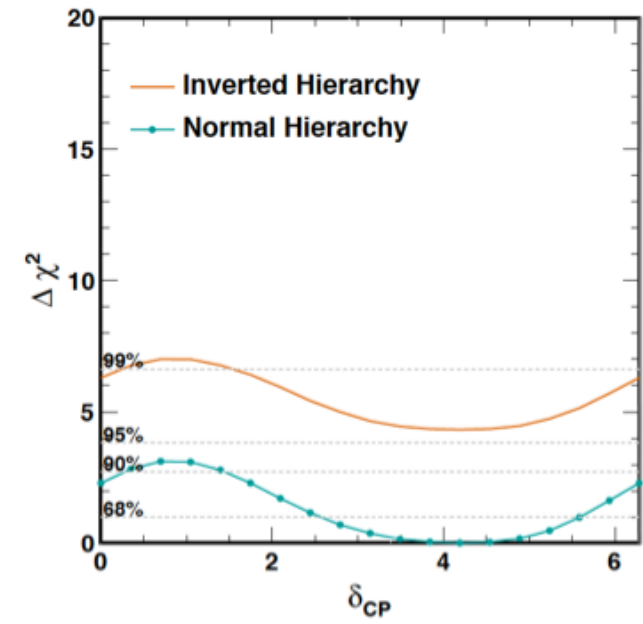 20
15
10
5
0
Δ χ²
Inverted Hierarchy
Normal Hierarchy
99%
95%
90%
68%
0 2 4 6
δCP